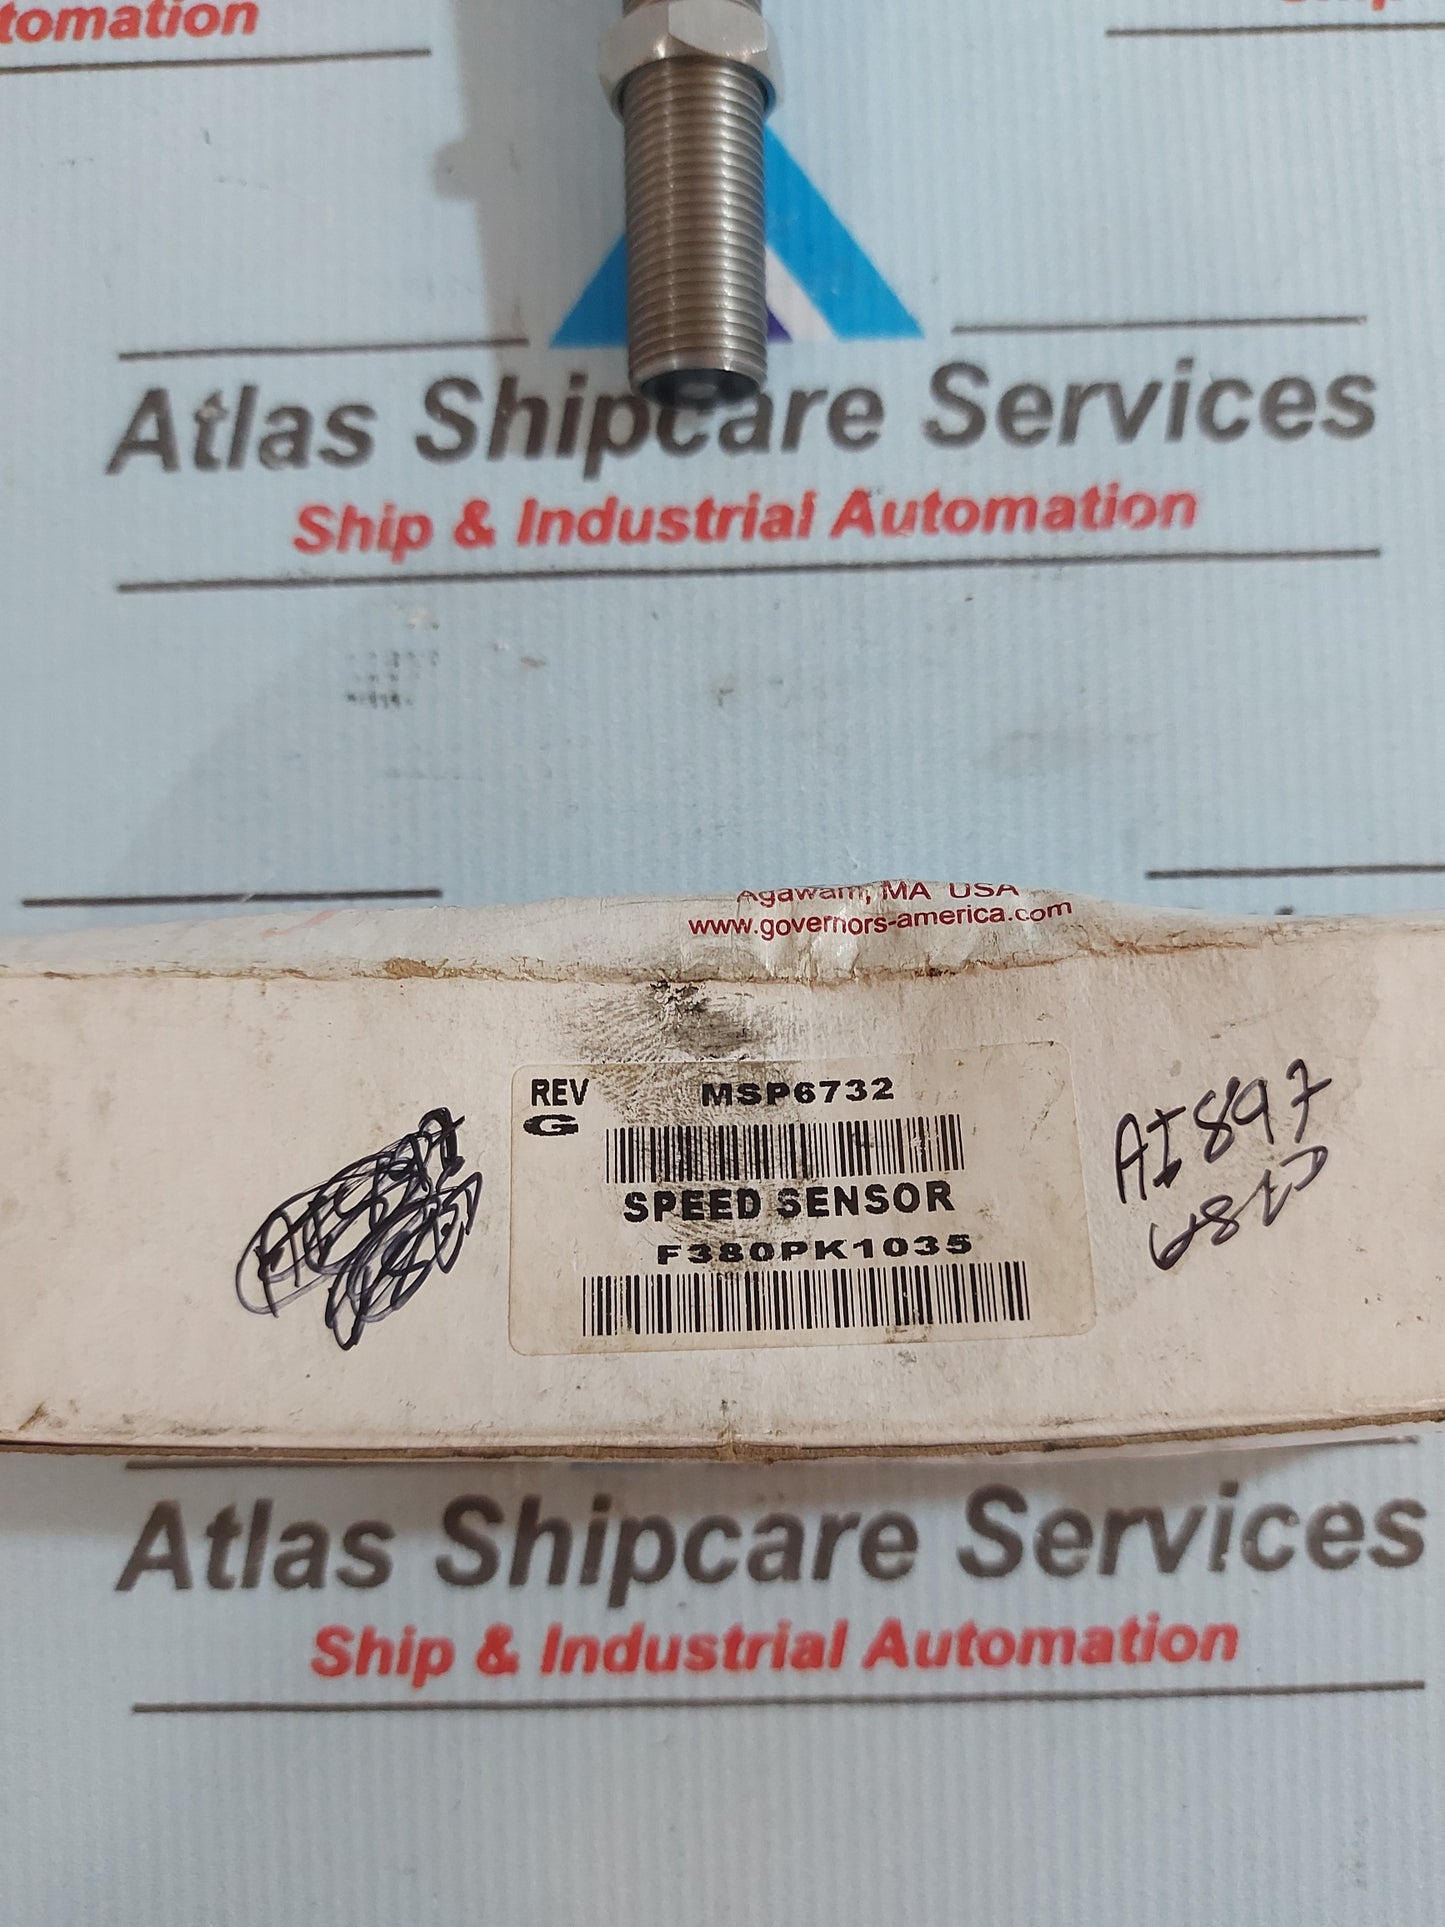 tomation
Atlas Shipcare Services
Ship & Industrial Automation
Agawam, MA USA
www.governors-america.com
REV
G
MSP6732
SPEED SENSOR
F380PK1035
AI897
Atlas Shipcare Services
Ship & Industrial Automation